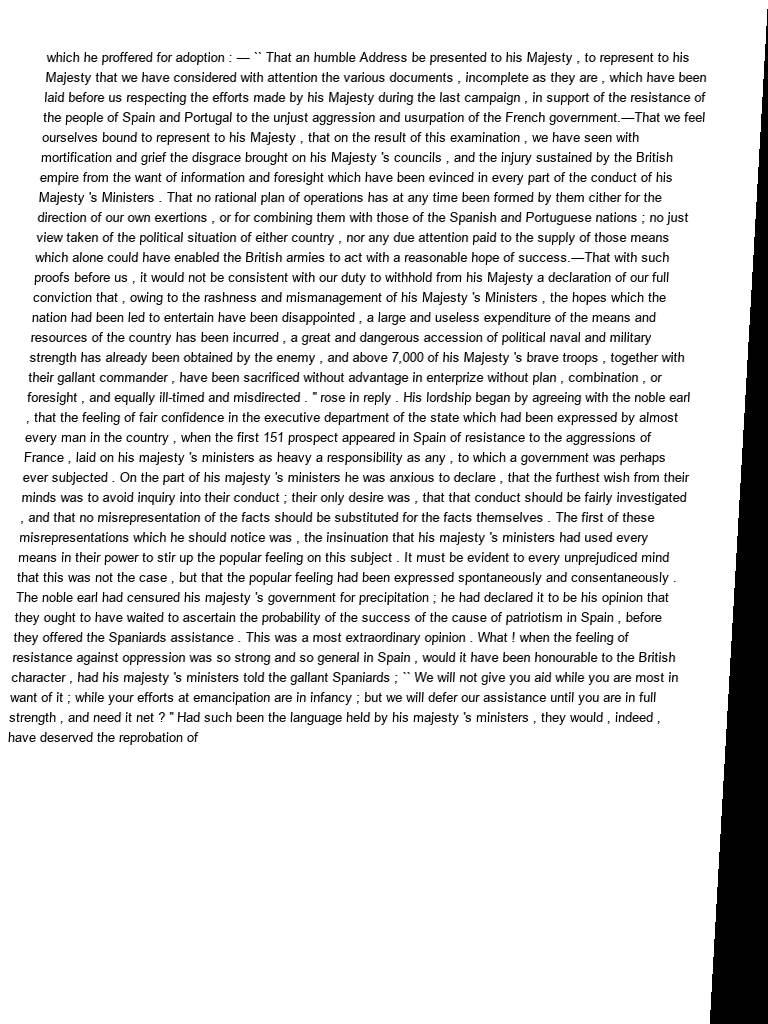 which he proffered for adoption : — `` That an humble Address be presented to his Majesty , to represent to his
Majesty that we have considered with attention the various documents , incomplete as they are , which have been
laid before us respecting the efforts made by his Majesty during the last campaign , in support of the resistance of
the people of Spain and Portugal to the unjust aggression and usurpation of the French government.—That we feel
ourselves bound to represent to his Majesty , that on the result of this examination , we have seen with
mortification and grief the disgrace brought on his Majesty 's councils , and the injury sustained by the British
empire from the want of information and foresight which have been evinced in every part of the conduct of his
Majesty 's Ministers . That no rational plan of operations has at any time been formed by them cither for the
direction of our own exertions , or for combining them with those of the Spanish and Portuguese nations ; no just
view taken of the political situation of either country , nor any due attention paid to the supply of those means
which alone could have enabled the British armies to act with a reasonable hope of success.—That with such
proofs before us , it would not be consistent with our duty to withhold from his Majesty a declaration of our full
conviction that , owing to the rashness and mismanagement of his Majesty 's Ministers , the hopes which the
nation had been led to entertain have been disappointed , a large and useless expenditure of the means and
resources of the country has been incurred , a great and dangerous accession of political naval and military
strength has already been obtained by the enemy , and above 7,000 of his Majesty 's brave troops , together with
their gallant commander , have been sacrificed without advantage in enterprize without plan , combination , or
foresight , and equally ill-timed and misdirected . '' rose in reply . His lordship began by agreeing with the noble earl
, that the feeling of fair confidence in the executive department of the state which had been expressed by almost
every man in the country , when the first 151 prospect appeared in Spain of resistance to the aggressions of
France , laid on his majesty 's ministers as heavy a responsibility as any , to which a government was perhaps
ever subjected . On the part of his majesty 's ministers he was anxious to declare , that the furthest wish from their
minds was to avoid inquiry into their conduct ; their only desire was , that that conduct should be fairly investigated
, and that no misrepresentation of the facts should be substituted for the facts themselves . The first of these
misrepresentations which he should notice was , the insinuation that his majesty 's ministers had used every
means in their power to stir up the popular feeling on this subject . It must be evident to every unprejudiced mind
that this was not the case , but that the popular feeling had been expressed spontaneously and consentaneously .
The noble earl had censured his majesty 's government for precipitation ; he had declared it to be his opinion that
they ought to have waited to ascertain the probability of the success of the cause of patriotism in Spain , before
they offered the Spaniards assistance . This was a most extraordinary opinion . What ! when the feeling of
resistance against oppression was so strong and so general in Spain , would it have been honourable to the British
character , had his majesty 's ministers told the gallant Spaniards ; `` We will not give you aid while you are most in
want of it ; while your efforts at emancipation are in infancy ; but we will defer our assistance until you are in full
strength , and need it net ? '' Had such been the language held by his majesty 's ministers , they would , indeed ,
have deserved the reprobation of